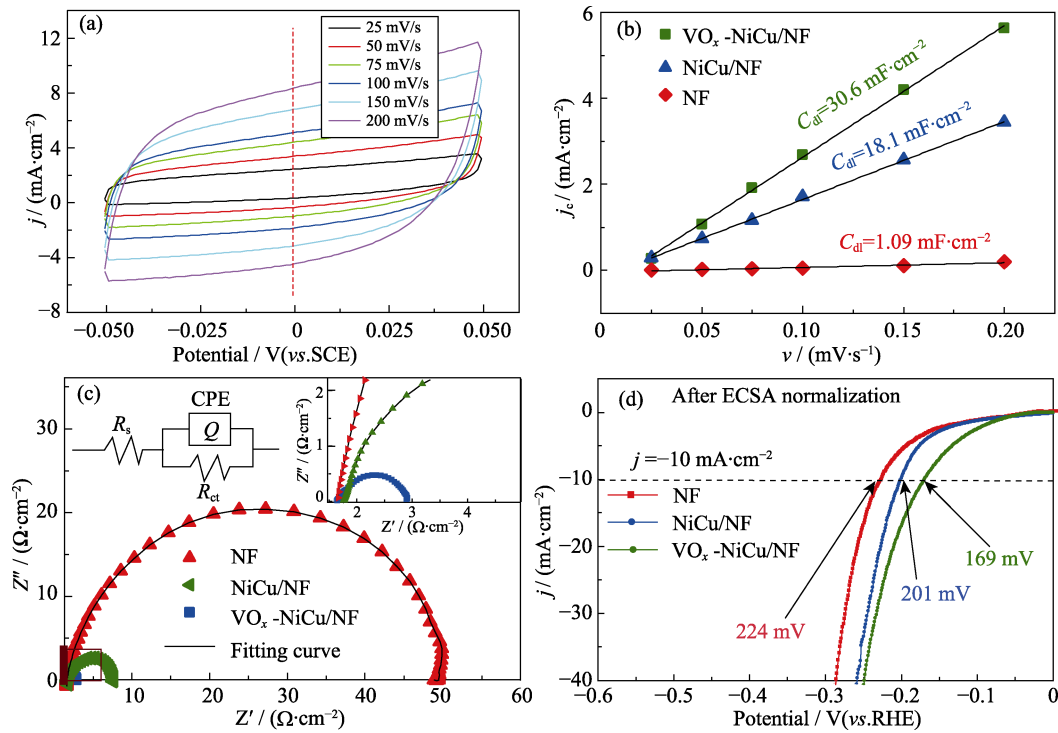 (a)
25 mV/s
50 mV/s
75 mV/s
100 mV/s
150 mV/s
200 mV/s
12
8
4
0
−4
−8
j / (mA·cm⁻²)
−0.050
−0.025
0
0.025
0.050
Potential / V(vs.SCE)
(b)
VOₓ -NiCu/NF
NiCu/NF
NF
C_dl=30.6 mF·cm⁻²
C_dl=18.1 mF·cm⁻²
C_dl=1.09 mF·cm⁻²
6
4
2
0
j_c / (mA·cm⁻²)
0
0.05
0.10
0.15
0.20
v / (mV·s⁻¹)
(c)
CPE
R_s
Q
R_ct
2
1
0
Z″ / (Ω·cm⁻²)
2
4
Z′ / (Ω·cm⁻²)
NF
NiCu/NF
VOₓ -NiCu/NF
Fitting curve
30
20
10
0
Z″ / (Ω·cm⁻²)
0
10
20
30
40
50
Z′ / (Ω·cm⁻²)
(d)
After ECSA normalization
j =−10 mA·cm⁻²
NF
NiCu/NF
VOₓ -NiCu/NF
169 mV
201 mV
224 mV
0
−10
−20
−30
−40
j / (mA·cm⁻²)
−0.6
−0.5
−0.4
−0.3
−0.2
−0.1
0
Potential / V(vs.RHE)